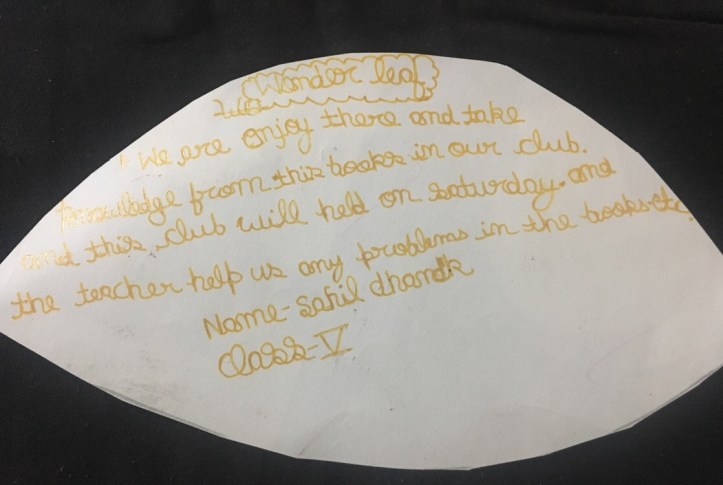 Wonder leaf
We are enjoy there and take
knowledge from this books in our club.
and this club will held on saturday. and
the teacher help us any problems in the books etc.
Name - sahil dhandk
Class - V